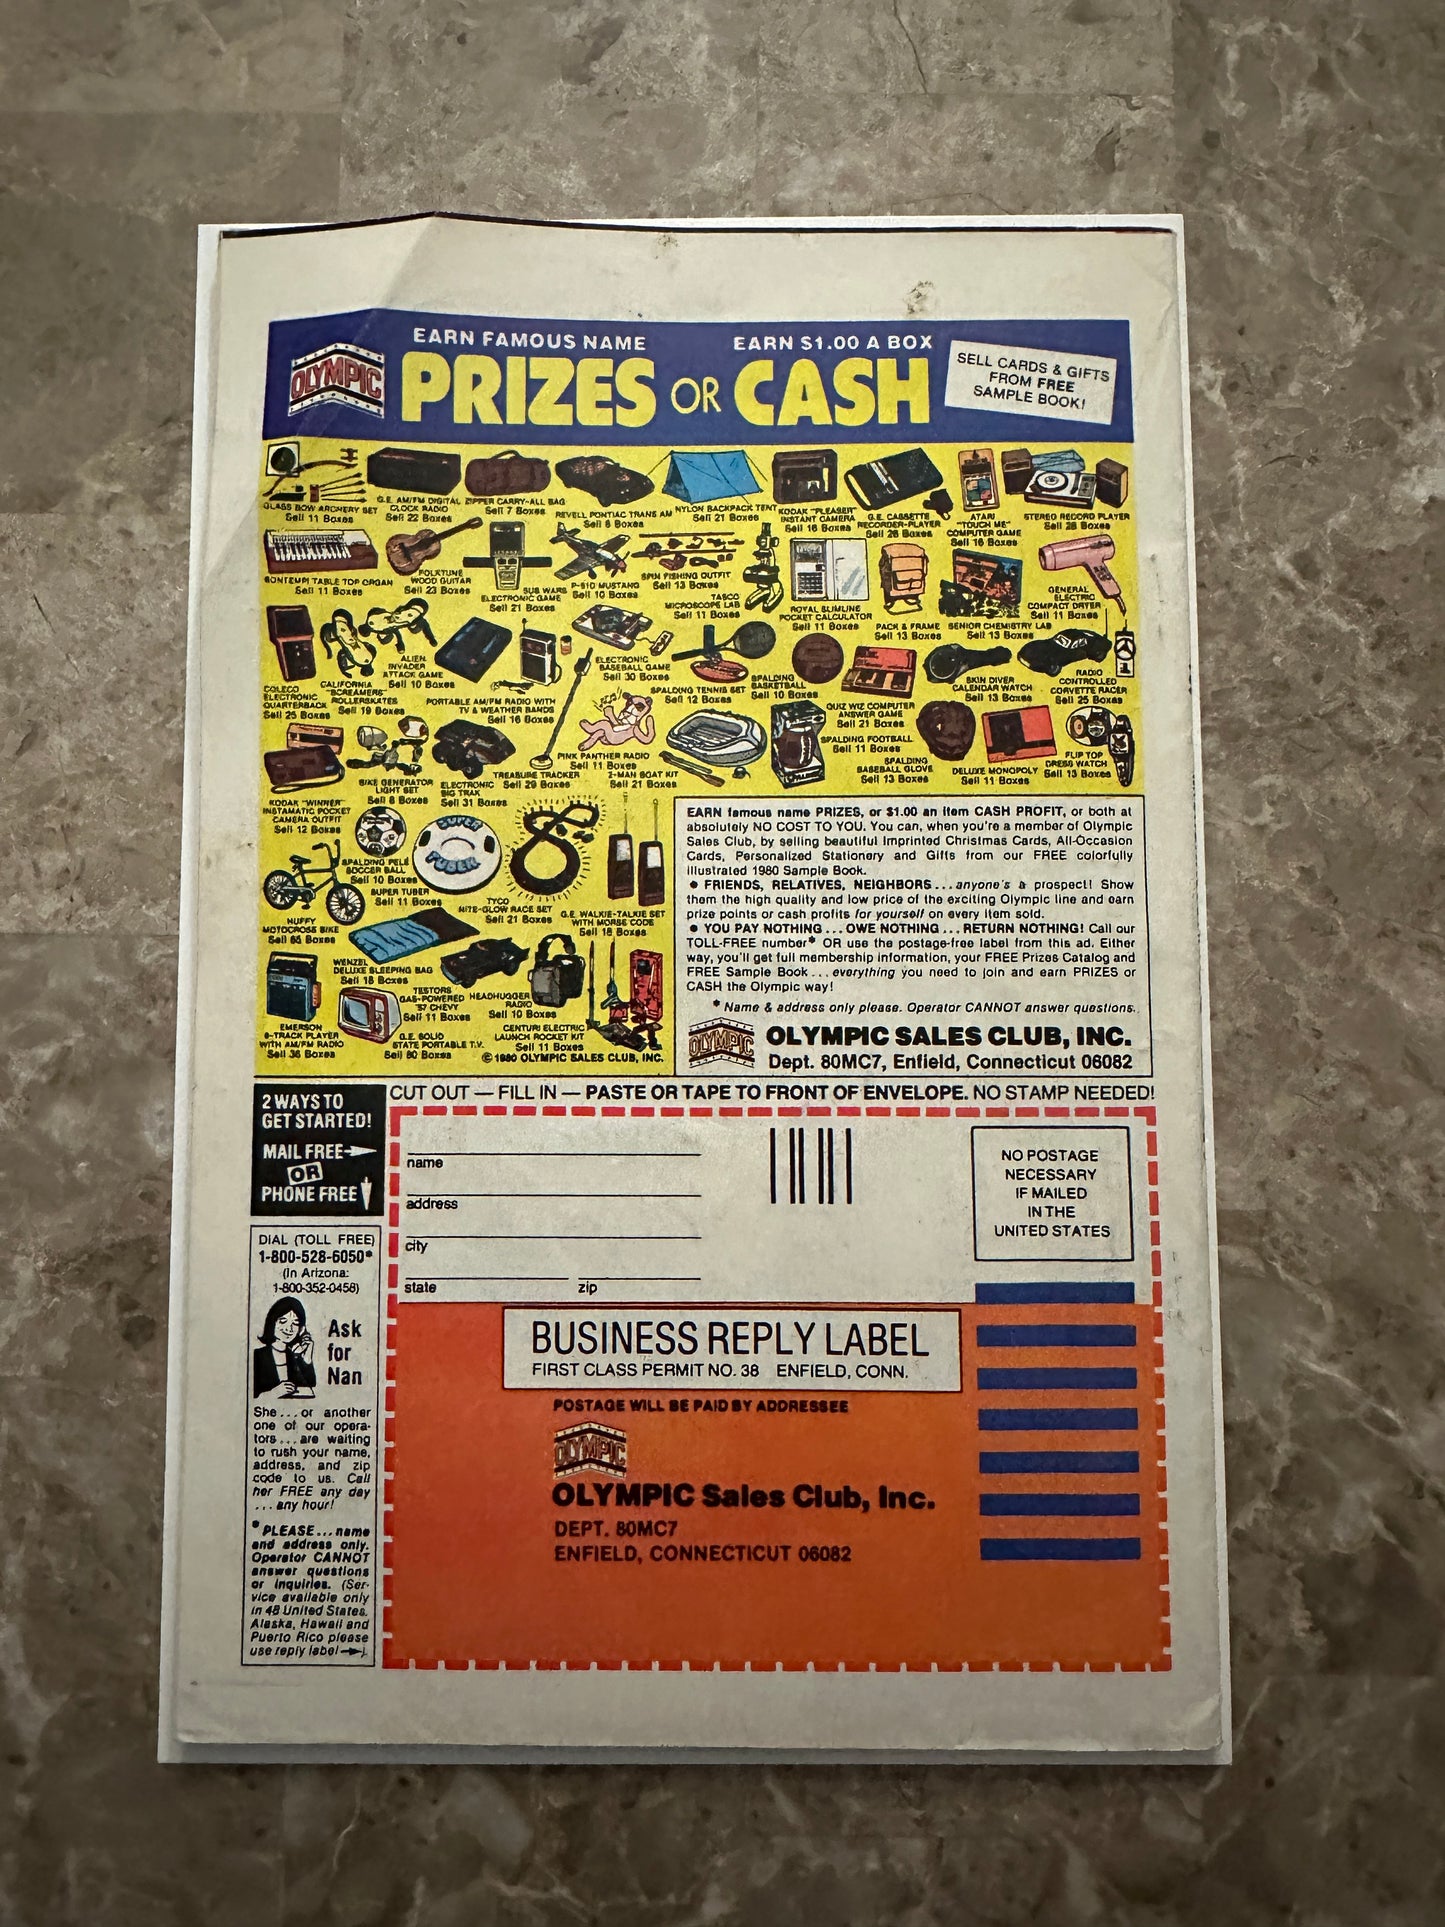 EARN FAMOUS NAME
PRIZES OR CASH
EARN $1.00 A BOX
OLYMPIC
SELL CARDS & GIFTS
FROM FREE
SAMPLE BOOK!
GLASS BOW ARCHERY SET
Sell 11 Boxes
G.E. AM/FM DIGITAL
CLOCK RADIO
Sell 22 Boxes
ZIPPER CARRY-ALL BAG
Sell 7 Boxes
REVELL PONTIAC TRANS AM
Sell 8 Boxes
NYLON BACKPACK TENT
Sell 21 Boxes
KODAK "PLEASER"
INSTANT CAMERA
Sell 16 Boxes
G.E. CASSETTE
RECORDER-PLAYER
Sell 26 Boxes
ATARI
"TOUCH ME"
COMPUTER GAME
Sell 16 Boxes
STEREO RECORD PLAYER
Sell 28 Boxes
BONTEMPI TABLE TOP ORGAN
Sell 11 Boxes
FOLKTUNE
WOOD GUITAR
Sell 23 Boxes
SUB WARS
ELECTRONIC GAME
Sell 21 Boxes
P-51D MUSTANG
Sell 10 Boxes
SPIN FISHING OUTFIT
Sell 13 Boxes
TASCO
MICROSCOPE LAB
Sell 11 Boxes
ROYAL SLIMLINE
POCKET CALCULATOR
Sell 11 Boxes
PACK & FRAME
Sell 13 Boxes
SENIOR CHEMISTRY LAB
Sell 13 Boxes
GENERAL
ELECTRIC
COMPACT DRYER
Sell 11 Boxes
COLECO
ELECTRONIC
QUARTERBACK
Sell 25 Boxes
CALIFORNIA
"SCREAMERS"
ROLLERSKATES
Sell 19 Boxes
ALIEN
INVADER
ATTACK GAME
Sell 10 Boxes
PORTABLE AM/FM RADIO WITH
TV & WEATHER BANDS
Sell 16 Boxes
ELECTRONIC
BASEBALL GAME
Sell 30 Boxes
SPALDING TENNIS SET
Sell 12 Boxes
SPALDING
BASKETBALL
Sell 10 Boxes
QUIZ WIZ COMPUTER
ANSWER GAME
Sell 21 Boxes
SKIN DIVER
CALENDAR WATCH
Sell 13 Boxes
RADIO
CONTROLLED
CORVETTE RACER
Sell 25 Boxes
KODAK "WINNER"
INSTAMATIC POCKET
CAMERA OUTFIT
Sell 12 Boxes
BIKE GENERATOR
LIGHT SET
Sell 8 Boxes
ELECTRONIC
BIG TRAK
Sell 31 Boxes
TREASURE TRACKER
Sell 29 Boxes
PINK PANTHER RADIO
Sell 11 Boxes
2-MAN BOAT KIT
Sell 21 Boxes
SPALDING FOOTBALL
Sell 11 Boxes
SPALDING
BASEBALL GLOVE
Sell 13 Boxes
DELUXE MONOPOLY
Sell 11 Boxes
FLIP TOP
DRESS WATCH
Sell 13 Boxes
HUFFY
MOTOCROSS BIKE
Sell 65 Boxes
SPALDING PELE
SOCCER BALL
Sell 10 Boxes
SUPER
TUBER
SUPER TUBER
Sell 11 Boxes
TYCO
NITE-GLOW RACE SET
Sell 21 Boxes
G.E. WALKIE-TALKIE SET
WITH MORSE CODE
Sell 18 Boxes
EMERSON
8-TRACK PLAYER
WITH AM/FM RADIO
Sell 36 Boxes
WENZEL
DELUXE SLEEPING BAG
Sell 18 Boxes
G.E. SOLID
STATE PORTABLE T.V.
Sell 80 Boxes
TESTORS
GAS-POWERED
'57 CHEVY
Sell 11 Boxes
HEADHUGGER
RADIO
Sell 10 Boxes
CENTURI ELECTRIC
LAUNCH ROCKET KIT
Sell 11 Boxes
© 1980 OLYMPIC SALES CLUB, INC.
EARN famous name PRIZES, or $1.00 an item CASH PROFIT, or both at
absolutely NO COST TO YOU. You can, when you're a member of Olympic
Sales Club, by selling beautiful Imprinted Christmas Cards, All-Occasion
Cards, Personalized Stationery and Gifts from our FREE colorfully
illustrated 1980 Sample Book.
• FRIENDS, RELATIVES, NEIGHBORS...anyone's a prospect! Show
them the high quality and low price of the exciting Olympic line and earn
prize points or cash profits for yourself on every item sold.
• YOU PAY NOTHING...OWE NOTHING...RETURN NOTHING! Call our
TOLL-FREE number* OR use the postage-free label from this ad. Either
way, you'll get full membership information, your FREE Prizes Catalog and
FREE Sample Book...everything you need to join and earn PRIZES or
CASH the Olympic way!
* Name & address only please. Operator CANNOT answer questions.
OLYMPIC
OLYMPIC SALES CLUB, INC.
Dept. 80MC7, Enfield, Connecticut 06082
2 WAYS TO
GET STARTED!
MAIL FREE
OR
PHONE FREE
CUT OUT — FILL IN — PASTE OR TAPE TO FRONT OF ENVELOPE. NO STAMP NEEDED!
name
address
city
state zip
NO POSTAGE
NECESSARY
IF MAILED
IN THE
UNITED STATES
DIAL (TOLL FREE)
1-800-528-6050*
(In Arizona:
1-800-352-0458)
Ask
for
Nan
She...or another
one of our opera-
tors...are waiting
to rush your name,
address, and zip
code to us. Call
her FREE any day
...any hour!
*PLEASE...name
and address only.
Operator CANNOT
answer questions
or inquiries. (Ser-
vice available only
in 48 United States.
Alaska, Hawaii and
Puerto Rico please
use reply label ).
BUSINESS REPLY LABEL
FIRST CLASS PERMIT NO. 38 ENFIELD, CONN.
POSTAGE WILL BE PAID BY ADDRESSEE
OLYMPIC
OLYMPIC Sales Club, Inc.
DEPT. 80MC7
ENFIELD, CONNECTICUT 06082